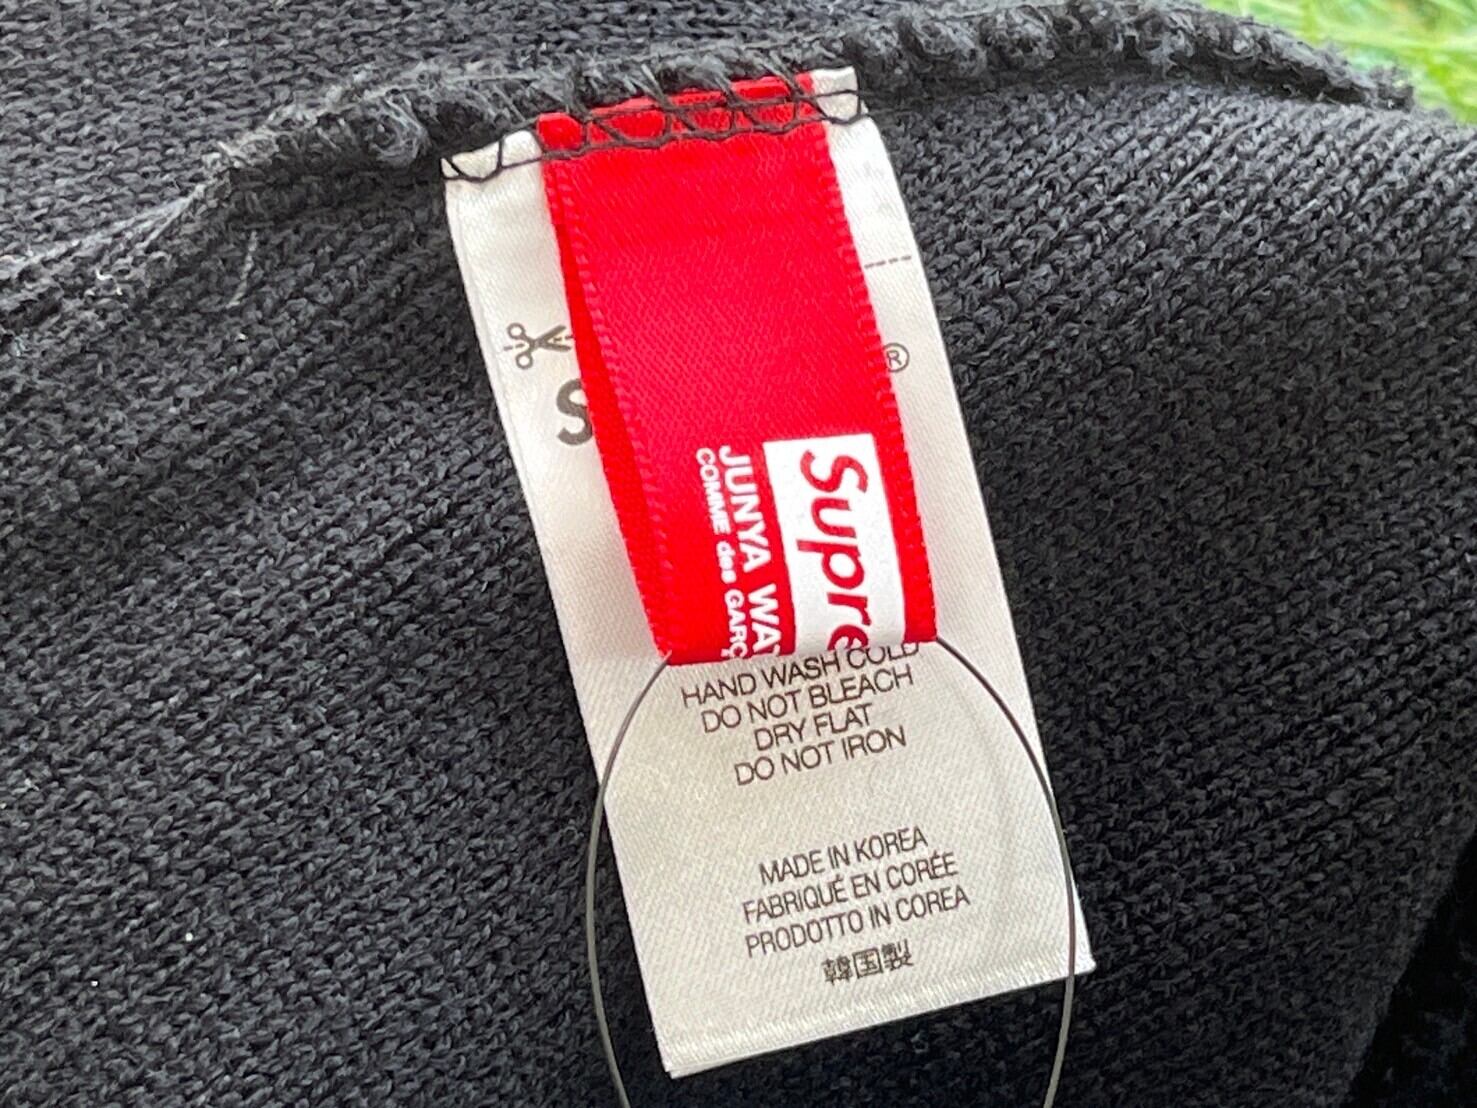 S
®
Supre
JUNYA WAT
COMME des GARÇ
HAND WASH COLD
DO NOT BLEACH
DRY FLAT
DO NOT IRON
MADE IN KOREA
FABRIQUÉ EN CORÉE
PRODOTTO IN COREA
韓国製